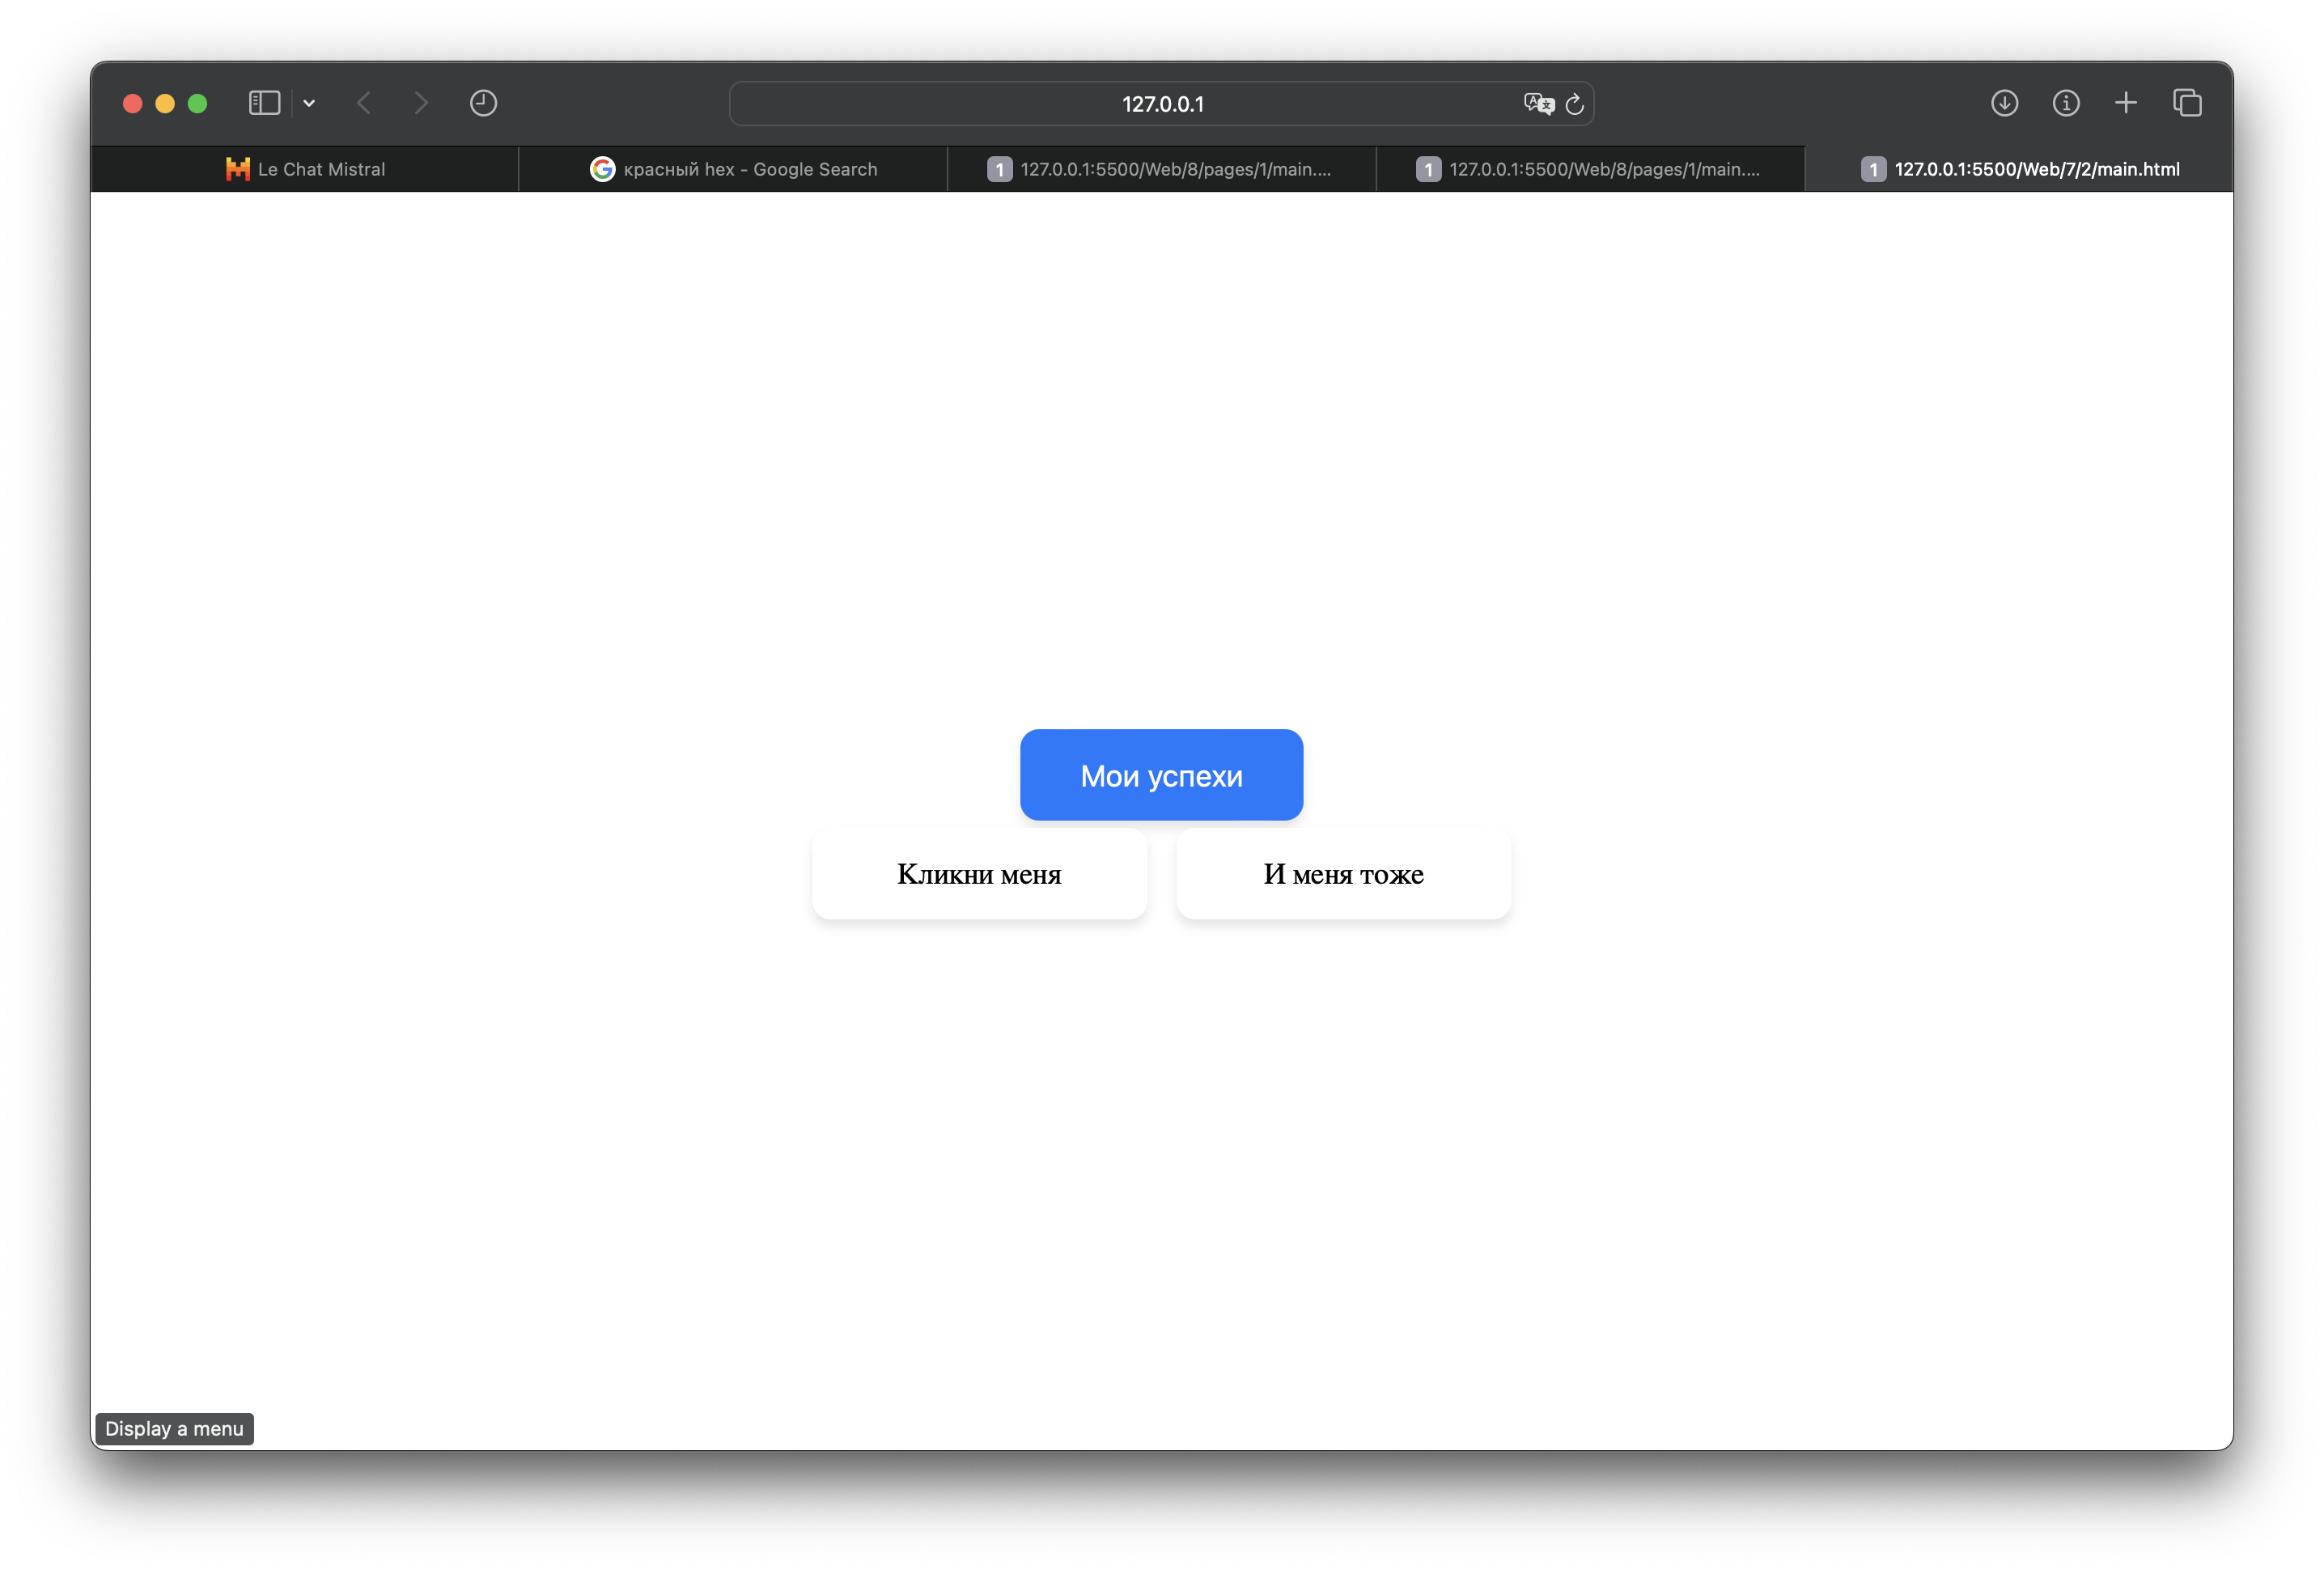 127.0.0.1
Le Chat Mistral
красный hex - Google Search
1 127.0.0.1:5500/Web/8/pages/1/main....
1 127.0.0.1:5500/Web/8/pages/1/main....
1 127.0.0.1:5500/Web/7/2/main.html
Мои успехи
Кликни меня
И меня тоже
Display a menu